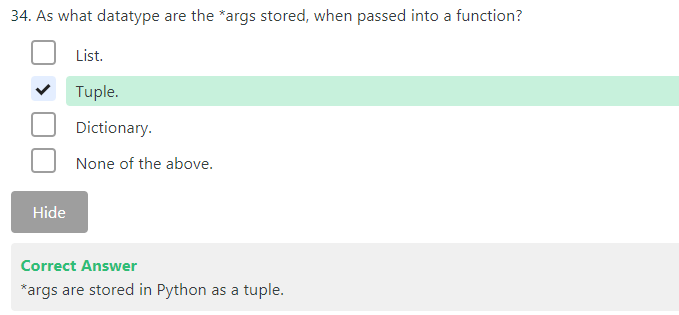 34. As what datatype are the *args stored, when passed into a function?
List.
Tuple.
Dictionary.
None of the above.
Hide
Correct Answer
*args are stored in Python as a tuple.